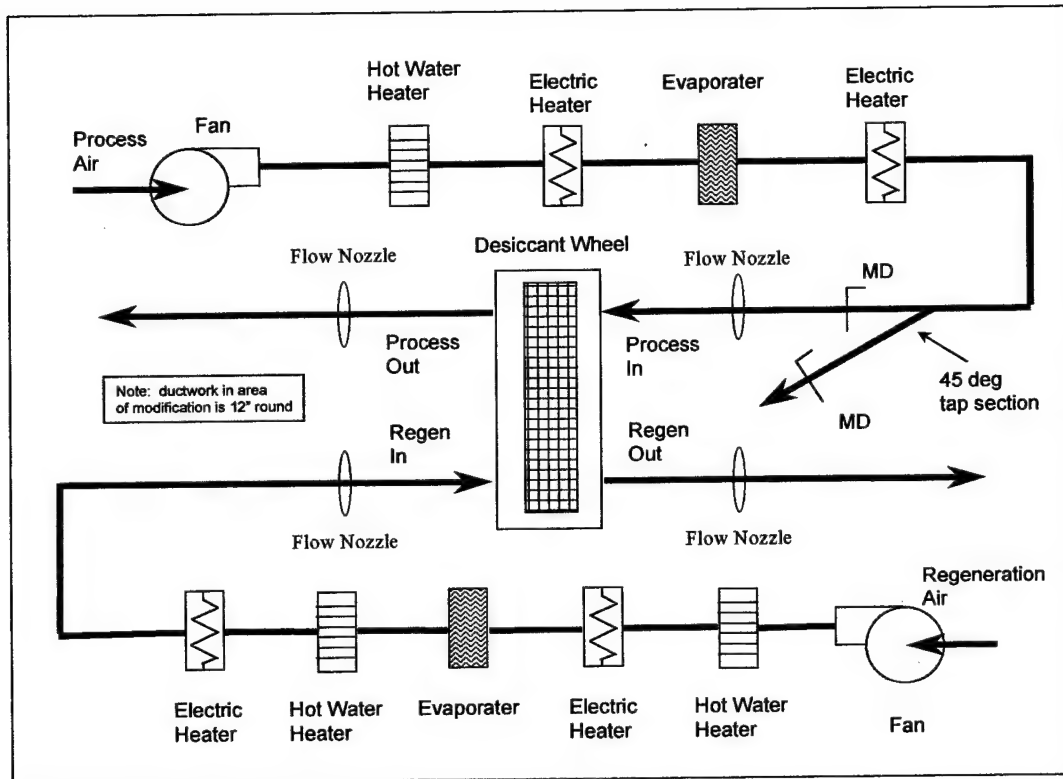 Hot Water
Heater
Electric
Heater
Evaporater
Electric
Heater
Process
Air
Fan
Flow Nozzle
Desiccant Wheel
Flow Nozzle
MD
Process
Out
Process
In
45 deg
tap section
MD
Note: ductwork in area
of modification is 12" round
Regen
In
Regen
Out
Flow Nozzle
Flow Nozzle
Regeneration
Air
Electric
Heater
Hot Water
Heater
Evaporater
Electric
Heater
Hot Water
Heater
Fan